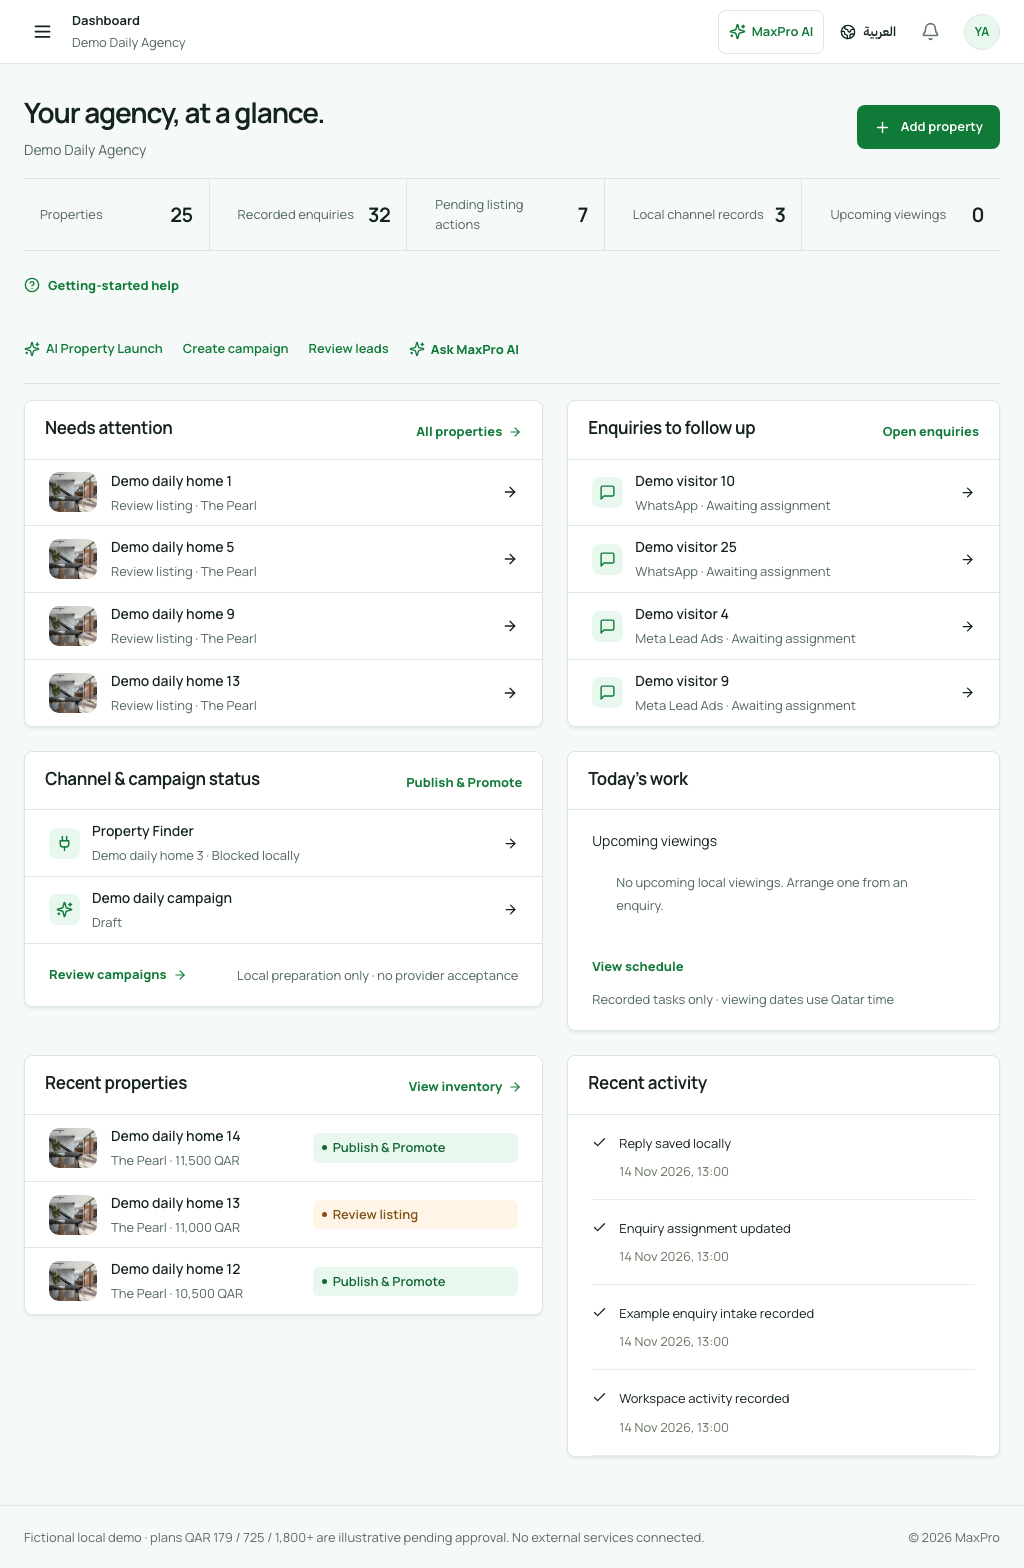 Dashboard
Demo Daily Agency
MaxPro AI
العربية
YA
Your agency, at a glance.
Demo Daily Agency
Add property
Properties 25
Recorded enquiries 32
Pending listing
actions
7
Local channel records 3
Upcoming viewings 0
Getting-started help
AI Property Launch
Create campaign
Review leads
Ask MaxPro AI
Needs attention
All properties
Demo daily home 1
Review listing · The Pearl
Demo daily home 5
Review listing · The Pearl
Demo daily home 9
Review listing · The Pearl
Demo daily home 13
Review listing · The Pearl
Enquiries to follow up
Open enquiries
Demo visitor 10
WhatsApp · Awaiting assignment
Demo visitor 25
WhatsApp · Awaiting assignment
Demo visitor 4
Meta Lead Ads · Awaiting assignment
Demo visitor 9
Meta Lead Ads · Awaiting assignment
Channel & campaign status
Publish & Promote
Property Finder
Demo daily home 3 · Blocked locally
Demo daily campaign
Draft
Review campaigns
Local preparation only · no provider acceptance
Today's work
Upcoming viewings
No upcoming local viewings. Arrange one from an
enquiry.
View schedule
Recorded tasks only · viewing dates use Qatar time
Recent properties
View inventory
Demo daily home 14
The Pearl · 11,500 QAR
Publish & Promote
Demo daily home 13
The Pearl · 11,000 QAR
Review listing
Demo daily home 12
The Pearl · 10,500 QAR
Publish & Promote
Recent activity
Reply saved locally
14 Nov 2026, 13:00
Enquiry assignment updated
14 Nov 2026, 13:00
Example enquiry intake recorded
14 Nov 2026, 13:00
Workspace activity recorded
14 Nov 2026, 13:00
Fictional local demo · plans QAR 179 / 725 / 1,800+ are illustrative pending approval. No external services connected.
© 2026 MaxPro